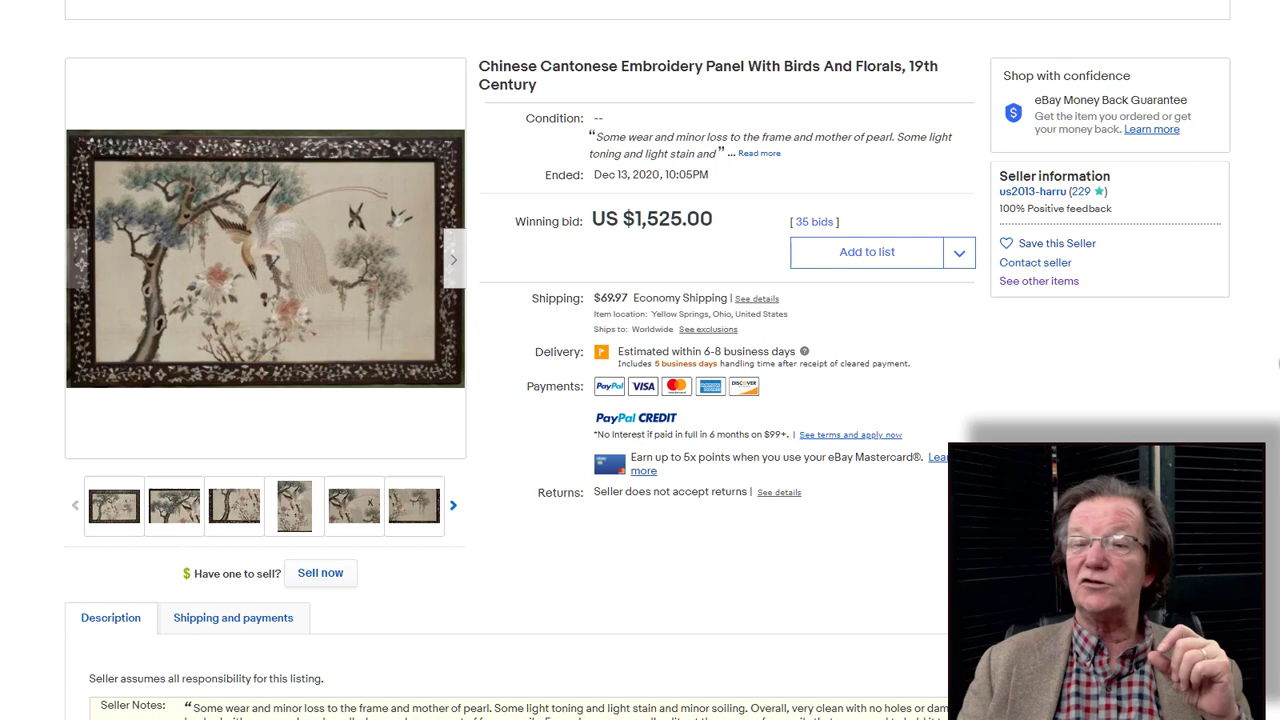 Chinese Cantonese Embroidery Panel With Birds And Florals, 19th
Century
Condition: --
“Some wear and minor loss to the frame and mother of pearl. Some light
toning and light stain and” ... Read more
Ended: Dec 13, 2020, 10:05PM
Winning bid: US $1,525.00 [ 35 bids ]
Add to list
Shipping: $69.97 Economy Shipping | See details
Item location: Yellow Springs, Ohio, United States
Ships to: Worldwide See exclusions
Delivery: Estimated within 6-8 business days
Includes 5 business days handling time after receipt of cleared payment.
Payments: PayPal VISA MasterCard AMERICAN EXPRESS DISCOVER
PayPal CREDIT
*No Interest if paid in full in 6 months on $99+. | See terms and apply now
Earn up to 5x points when you use your eBay Mastercard®.
more
Returns: Seller does not accept returns | See details
Shop with confidence
eBay Money Back Guarantee
Get the item you ordered or get
your money back. Learn more
Seller information
us2013-harru (229 )
100% Positive feedback
Save this Seller
Contact seller
See other items
$ Have one to sell? Sell now
Description Shipping and payments
Seller assumes all responsibility for this listing.
Seller Notes: “Some wear and minor loss to the frame and mother of pearl. Some light toning and light stain and minor soiling. Overall, very clean with no holes or